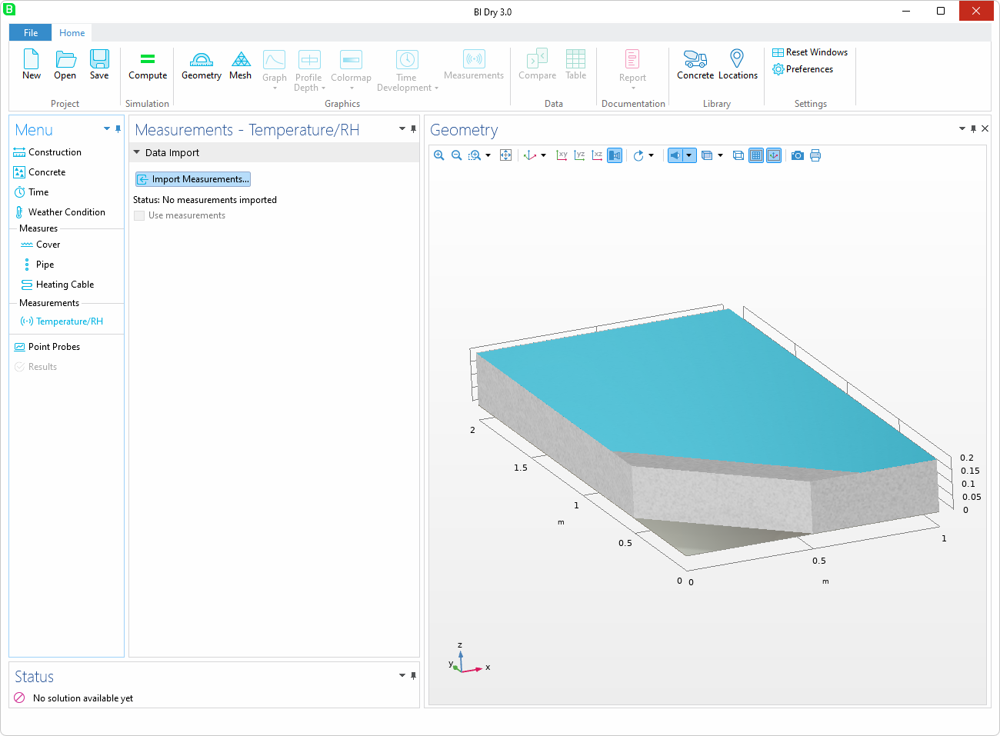 B
BI Dry 3.0
File Home
New Open Save Compute Geometry Mesh Graph Profile Depth Colormap Time Development Measurements Compare Table Report Concrete Locations
Reset Windows
Preferences
Project Simulation Graphics Data Documentation Library Settings
Menu
Construction
Concrete
Time
Weather Condition
Measures
Cover
Pipe
Heating Cable
Measurements
Temperature/RH
Point Probes
Results
Measurements - Temperature/RH
Data Import
Import Measurements...
Status: No measurements imported
Use measurements
Geometry
xy yz xz
2
1.5
1
m
0.5
0 0
0.5
m
1
0.2
0.15
0.1
0.05
0
z
y
x
Status
No solution available yet